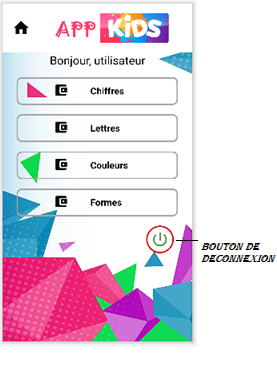 APP KiDS
Bonjour, utilisateur
Chiffres
Lettres
Couleurs
Formes
BOUTON DE
DECONNEXION